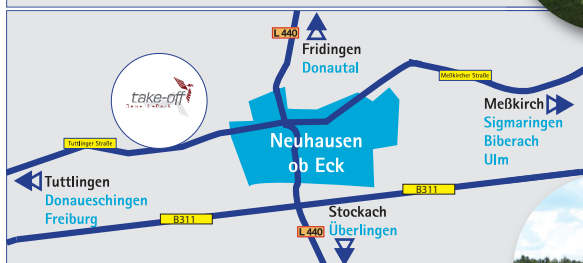 L 440
Fridingen
Donautal
Meßkircher Straße
take-off
GewerbePark
Meßkirch
Sigmaringen
Biberach
Ulm
Tuttlinger Straße
Neuhausen
ob Eck
Tuttlingen
Donaueschingen
Freiburg
B311
B311
Stockach
Überlingen
L 440